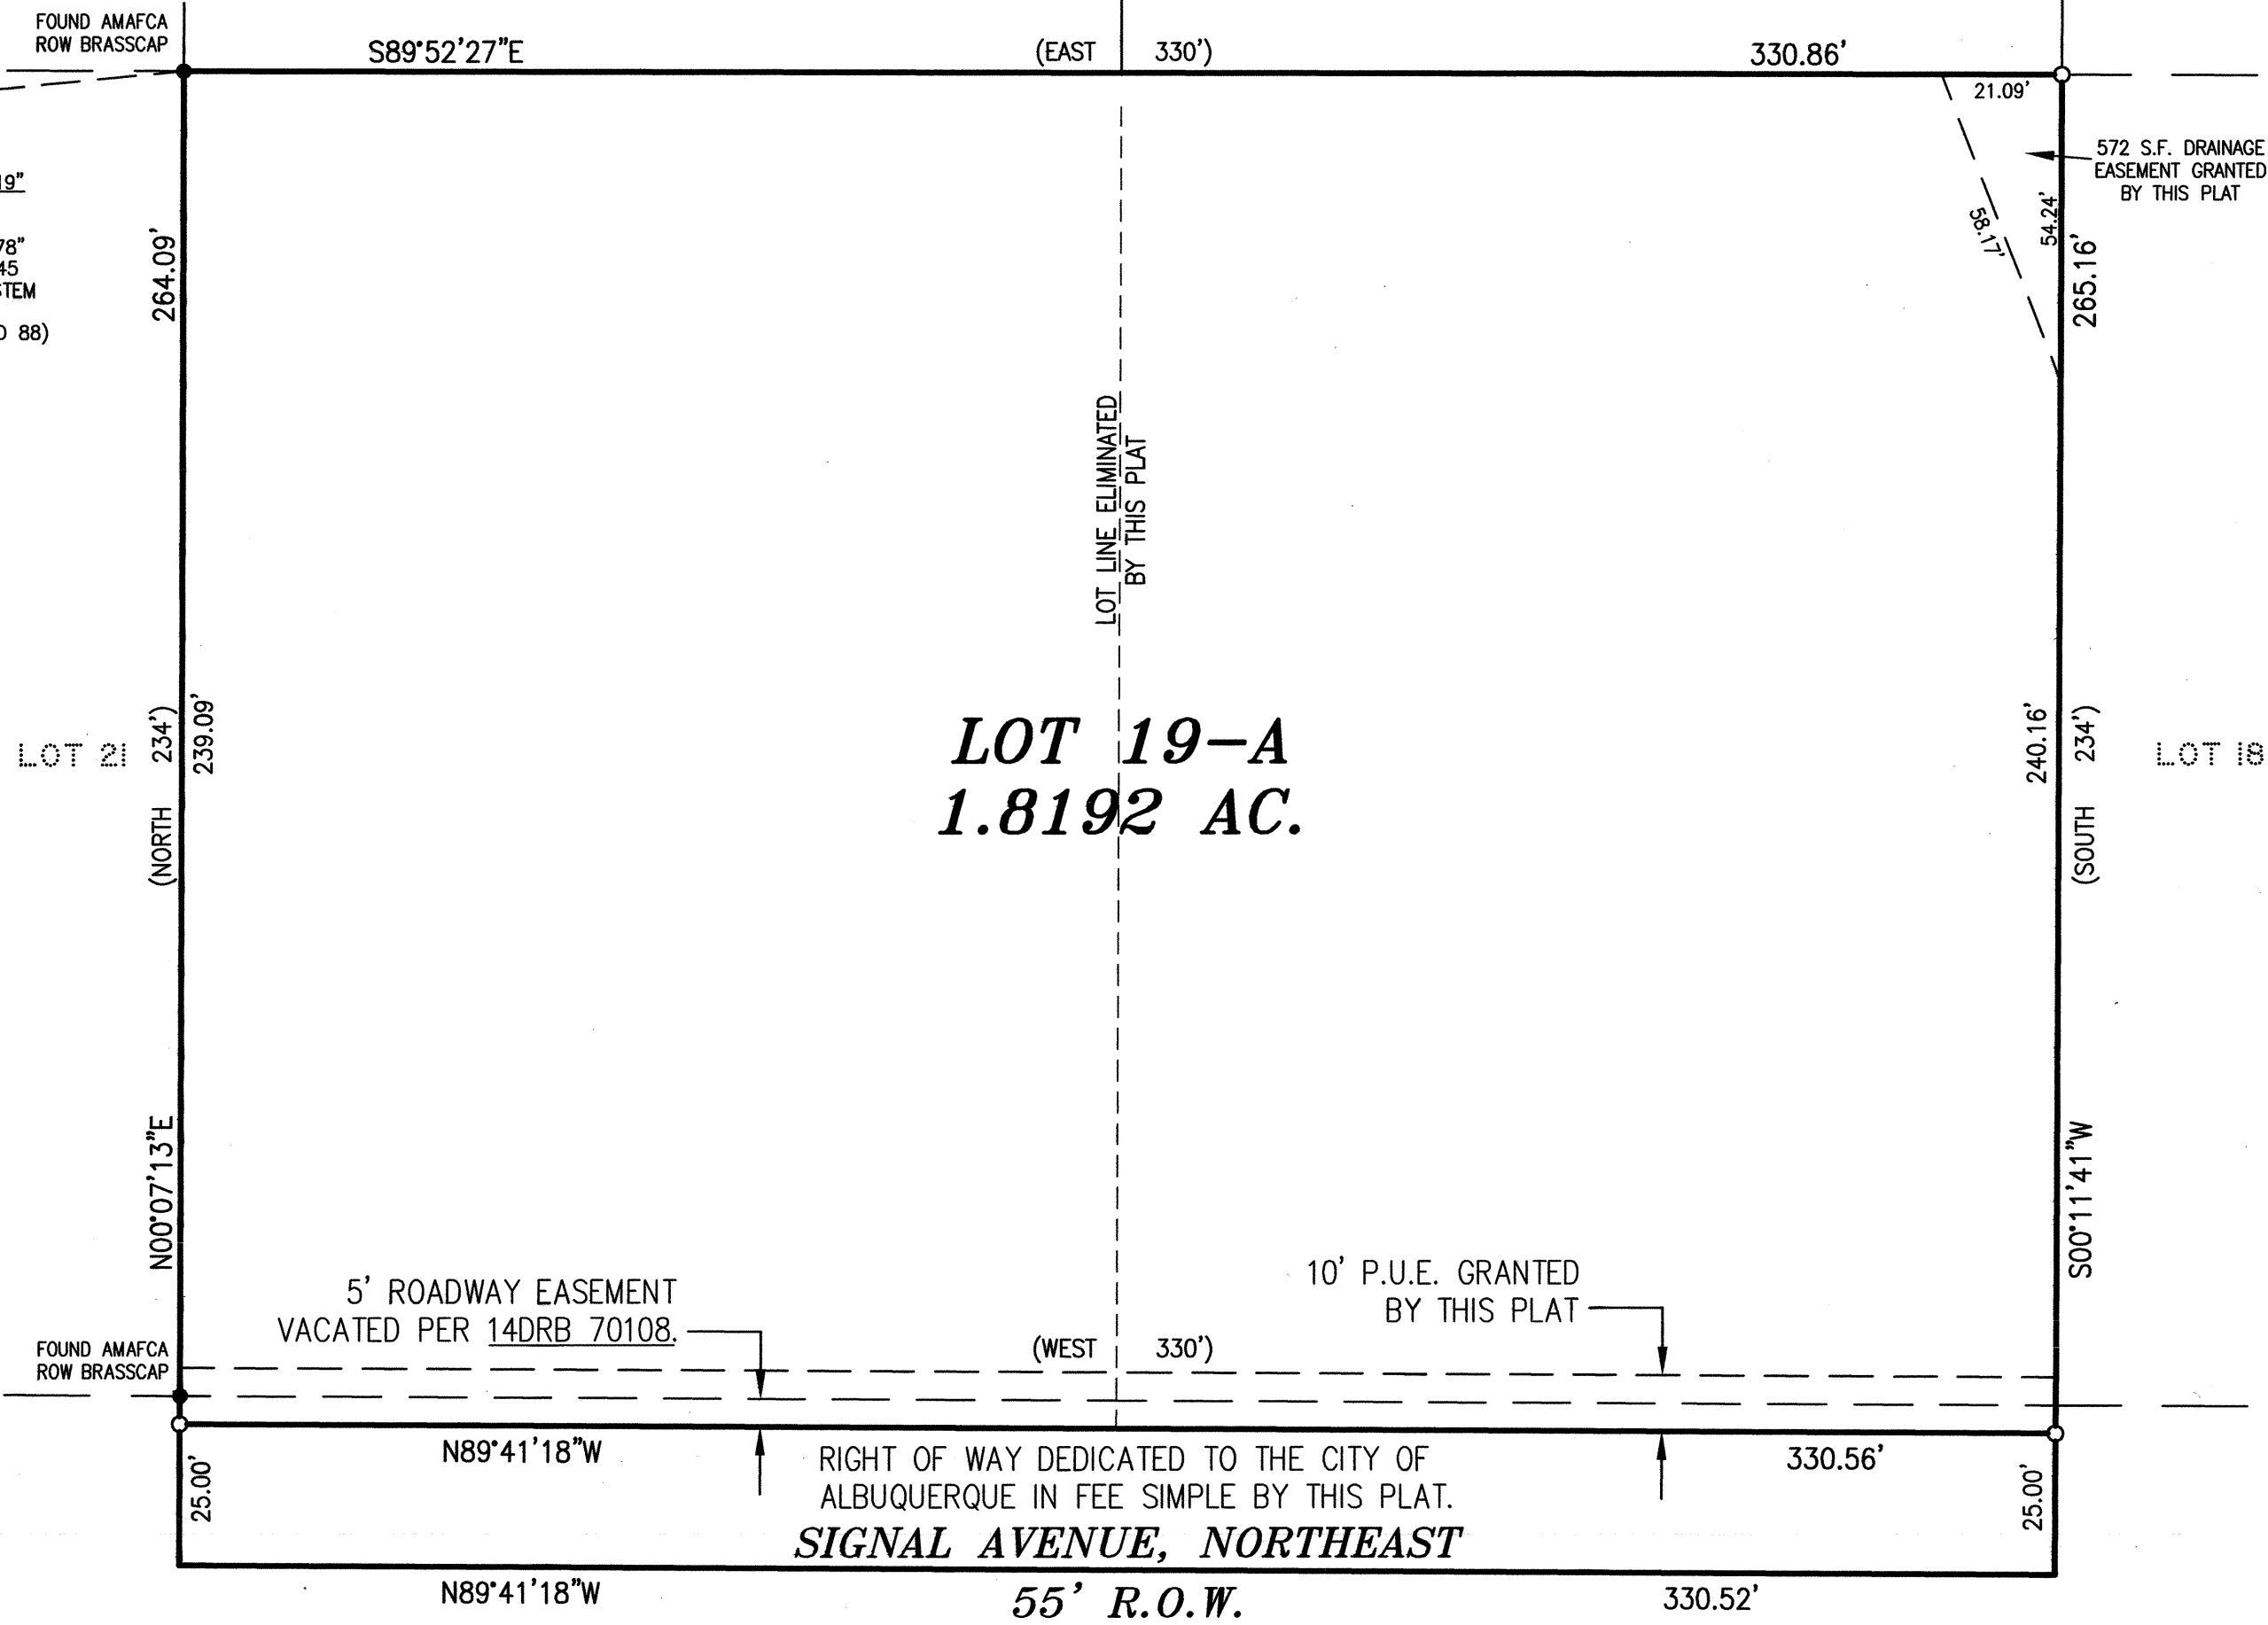 FOUND AMAFCA
ROW BRASSCAP
S89°52'27"E
(EAST 330')
330.86'
21.09'
572 S.F. DRAINAGE
EASEMENT GRANTED
BY THIS PLAT
58.17'
54.24'
265.16'
19"
78"
45
STEM
88)
264.09'
LOT LINE ELIMINATED
BY THIS PLAT
LOT 19-A
1.8192 AC.
LOT 21
(NORTH 234')
239.09'
240.16'
(SOUTH 234')
LOT 18
N00°07'13"E
S00°11'41"W
5' ROADWAY EASEMENT
VACATED PER 14DRB 70108.
10' P.U.E. GRANTED
BY THIS PLAT
(WEST 330')
FOUND AMAFCA
ROW BRASSCAP
N89°41'18"W
330.56'
RIGHT OF WAY DEDICATED TO THE CITY OF
ALBUQUERQUE IN FEE SIMPLE BY THIS PLAT.
25.00'
25.00'
SIGNAL AVENUE, NORTHEAST
N89°41'18"W
55' R.O.W.
330.52'